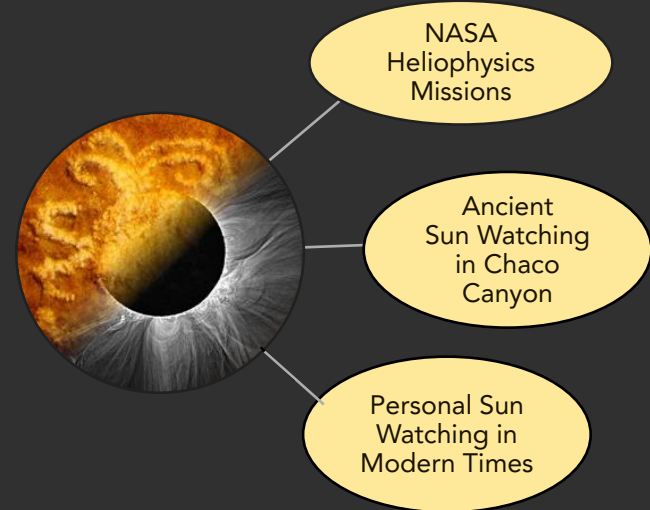 NASA
Heliophysics
Missions
Ancient
Sun Watching
in Chaco
Canyon
Personal Sun
Watching in
Modern Times